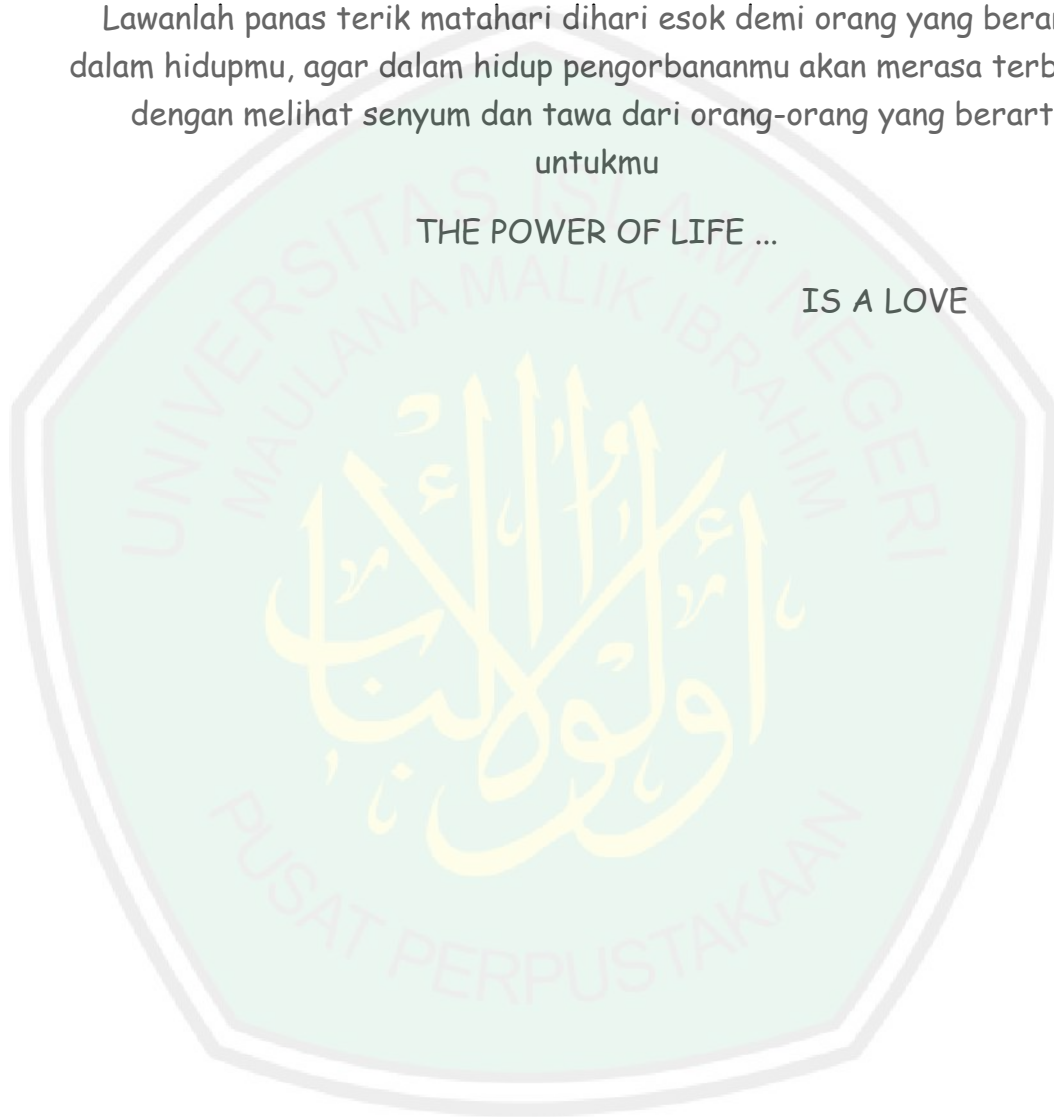 Lawanlah panas terik matahari dihari esok demi orang yang
dalam hidupmu, agar dalam hidup pengorbananmu akan merasa
dengan melihat senyum dan tawa dari orang-orang yang
untukmu
THE POWER OF LIFE ...
IS A LOVE
UNIVERSITAS ISLAM NEGERI
MAULANA MALIK IBRAHIM
أولوا الألباب
PUSAT PERPUSTAKAAN